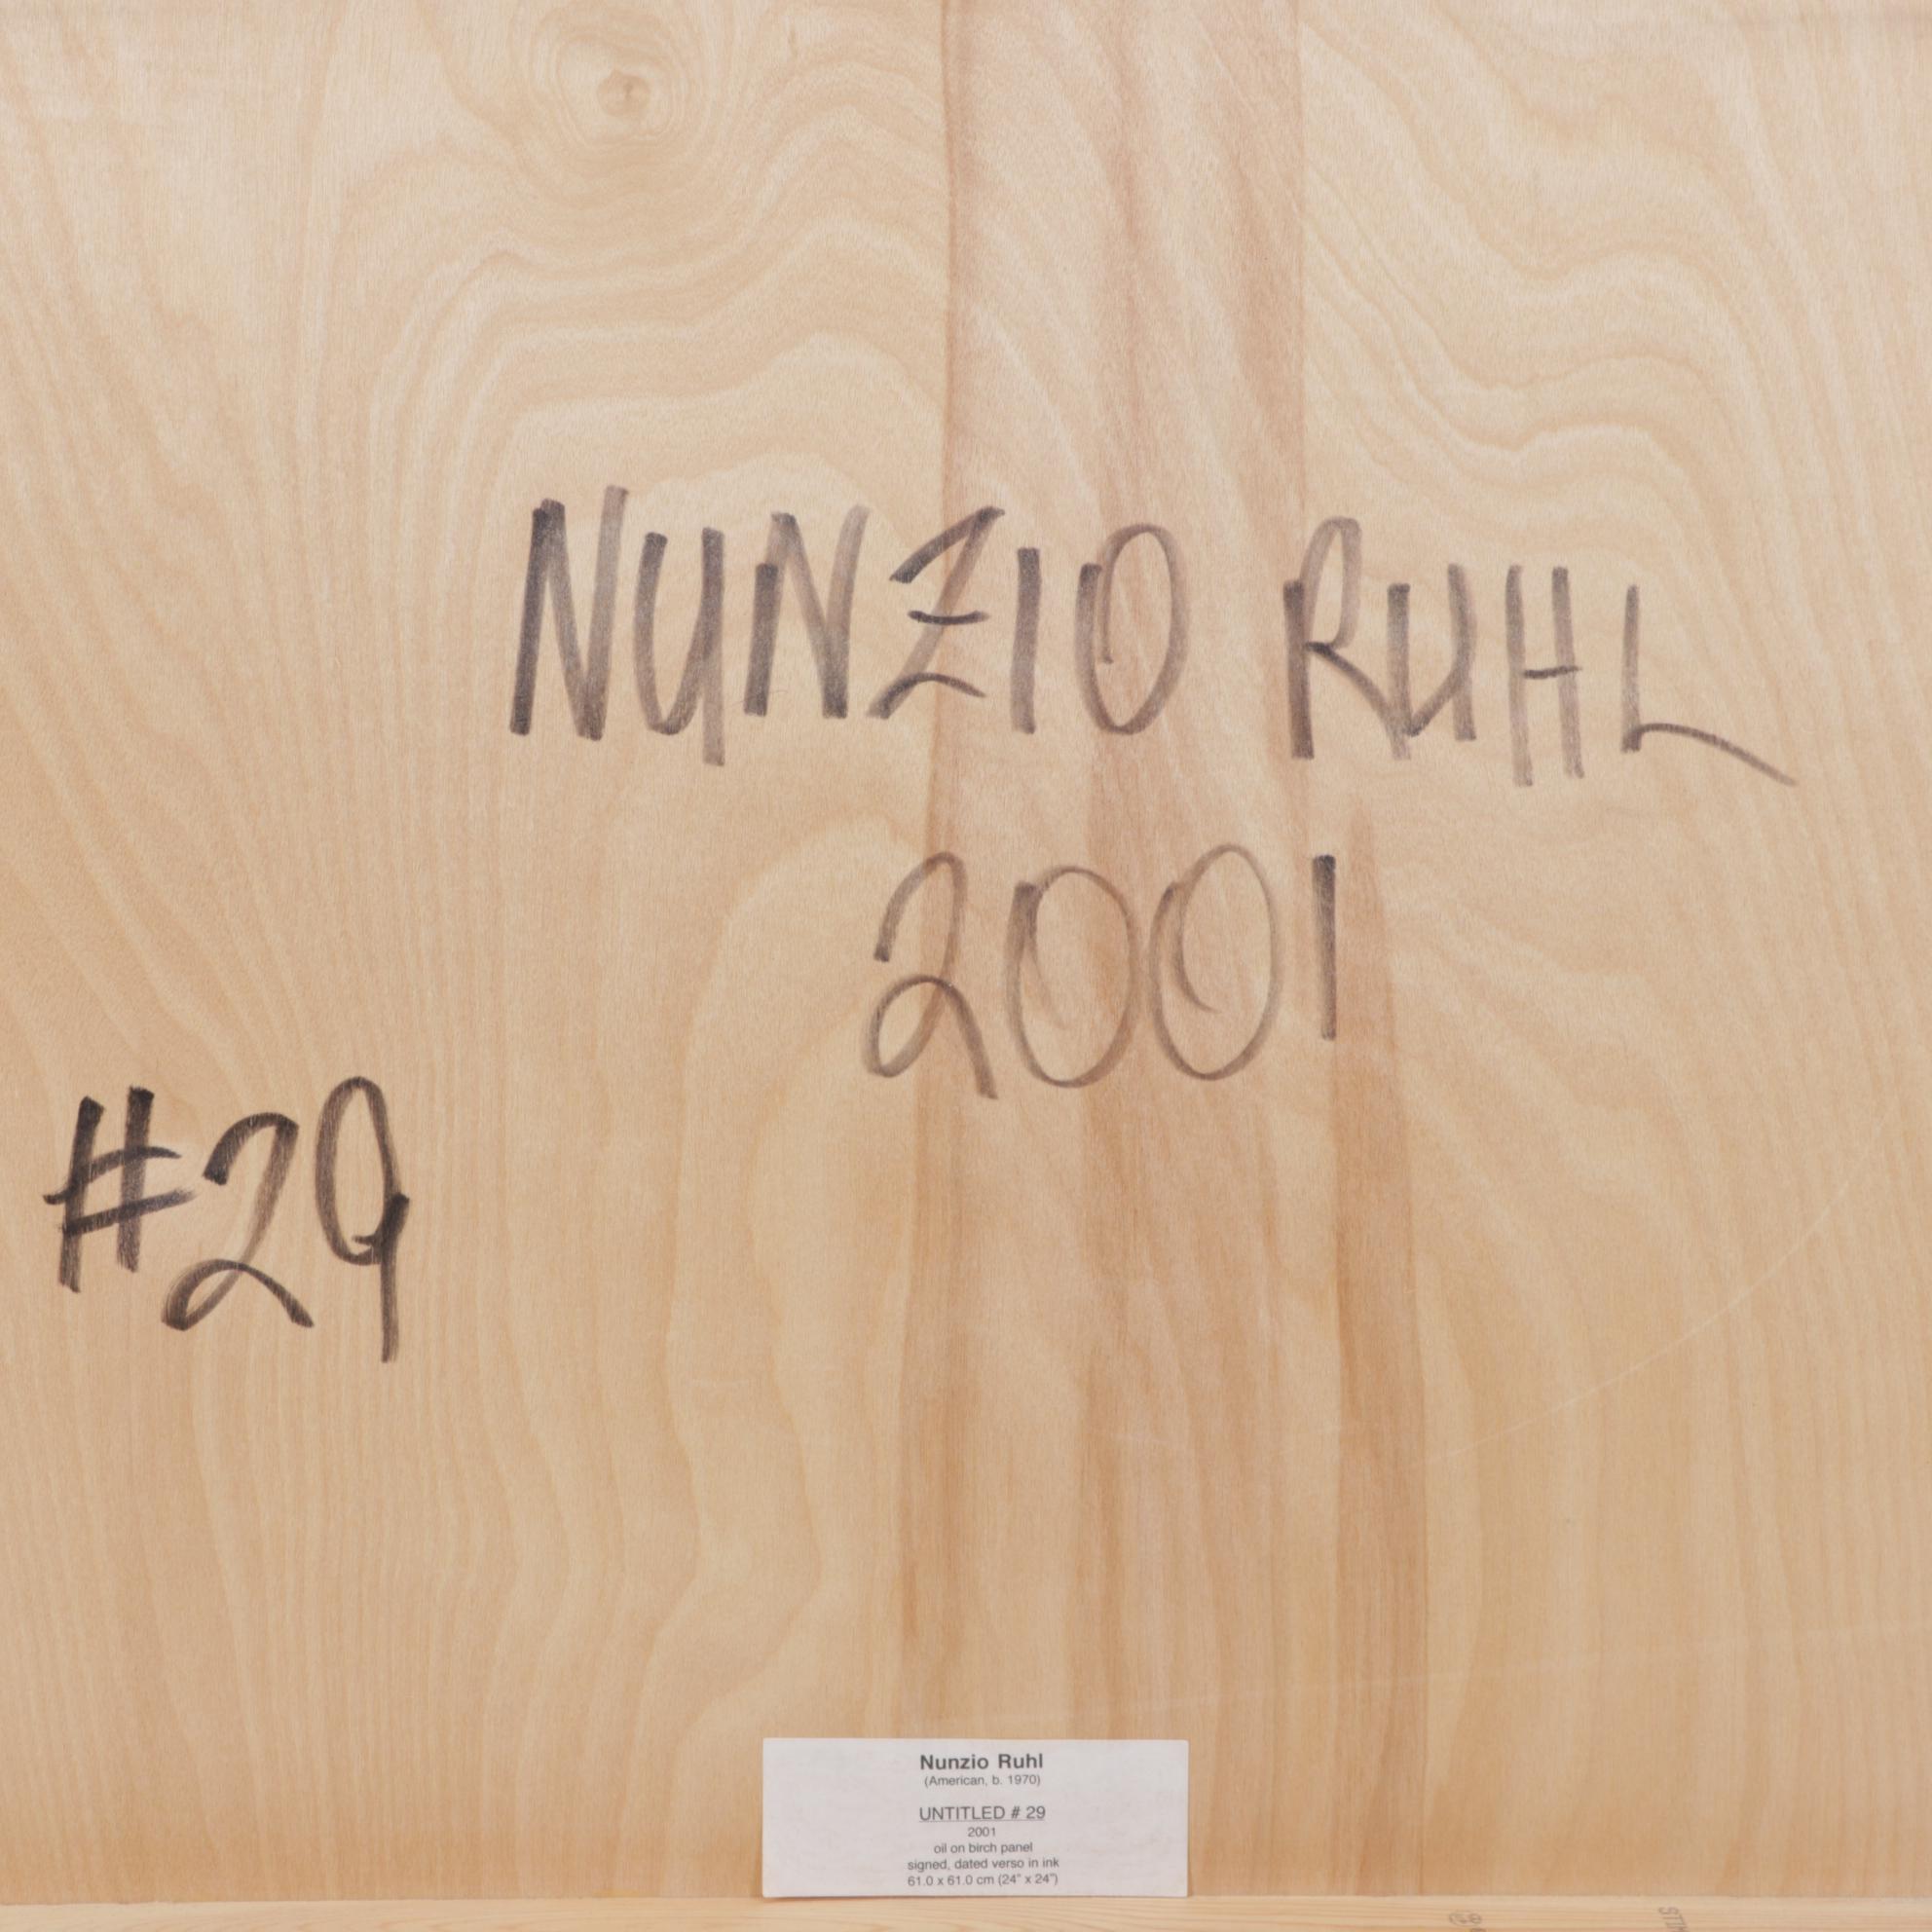 NUNZIO RUHL
2001
#29
Nunzio Ruhl
(American, b. 1970)
UNTITLED # 29
2001
oil on birch panel
signed, dated verso in ink
61.0 x 61.0 cm (24" x 24")